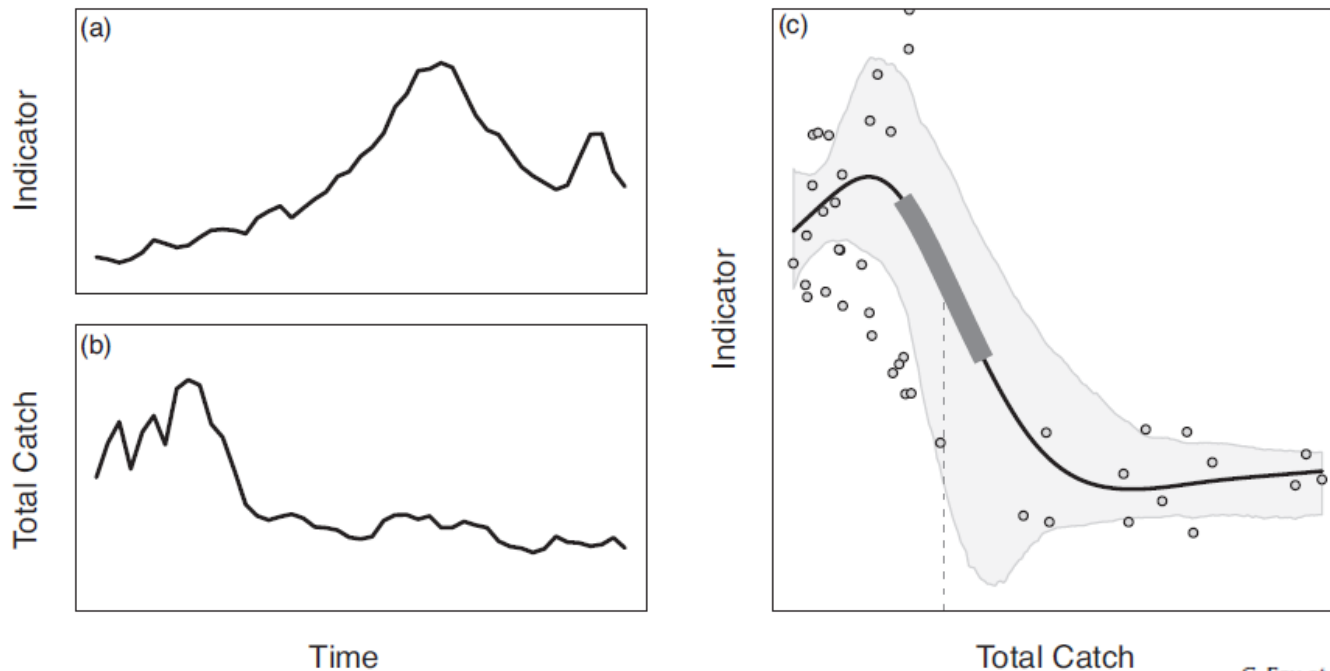 (a)
Indicator
(b)
Total Catch
Time
(c)
Indicator
Total Catch